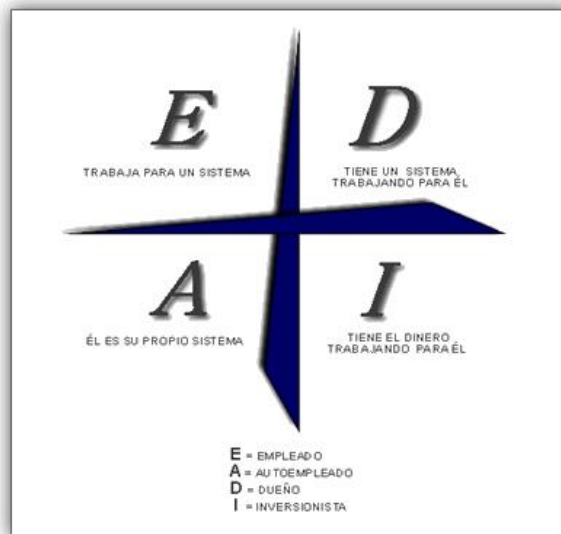 E
TRABAJA PARA UN SISTEMA
D
TIENE UN SISTEMA,
TRABAJANDO PARA ÉL
A
ÉL ES SU PROPIO SISTEMA
I
TIENE EL DINERO
TRABAJANDO PARA ÉL
E = EMPLEADO
A = AUTOEMPLEADO
D = DUEÑO
I = INVERSIONISTA